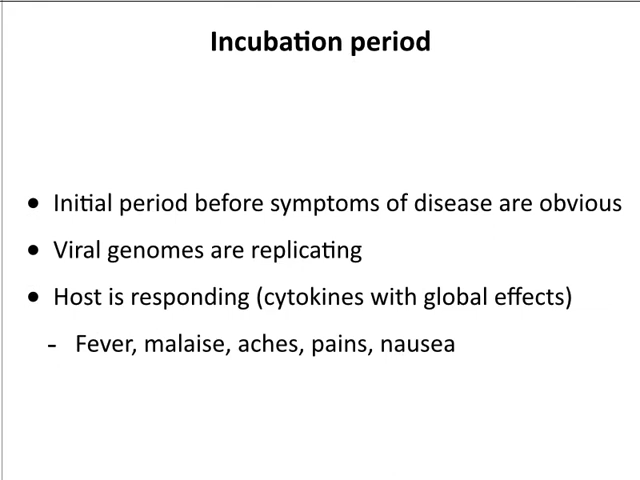 Incubation period
• Initial period before symptoms of disease are obvious
• Viral genomes are replicating
• Host is responding (cytokines with global effects)
- Fever, malaise, aches, pains, nausea